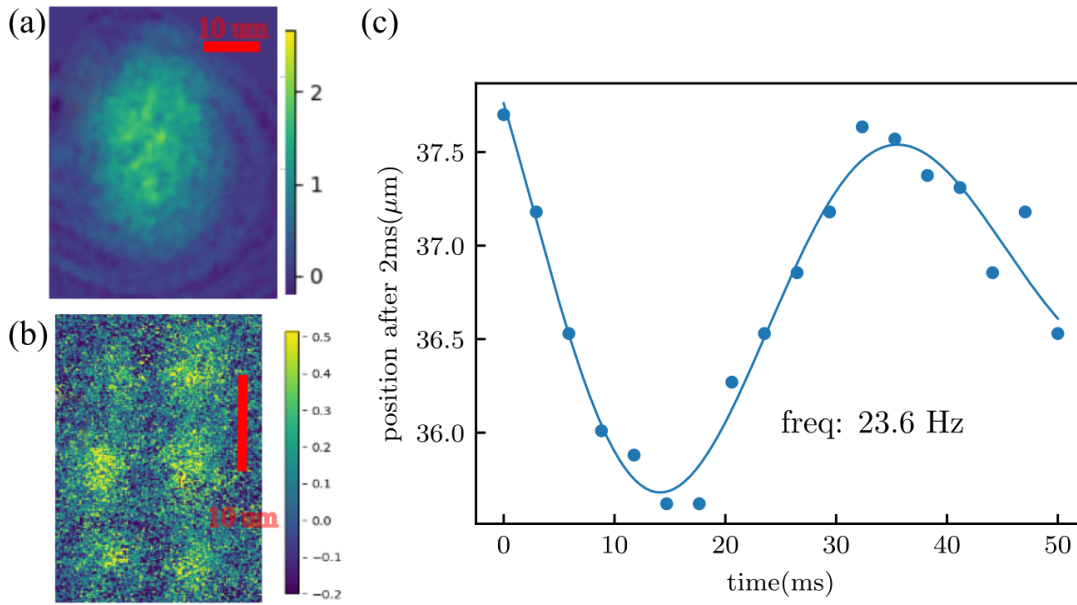 (a)
10 um
2
1
0
(b)
0.5
0.4
0.3
0.2
0.1
0.0
−0.1
−0.2
10 um
(c)
position after 2ms(μm)
37.5
37.0
36.5
36.0
freq: 23.6 Hz
0 10 20 30 40 50
time(ms)